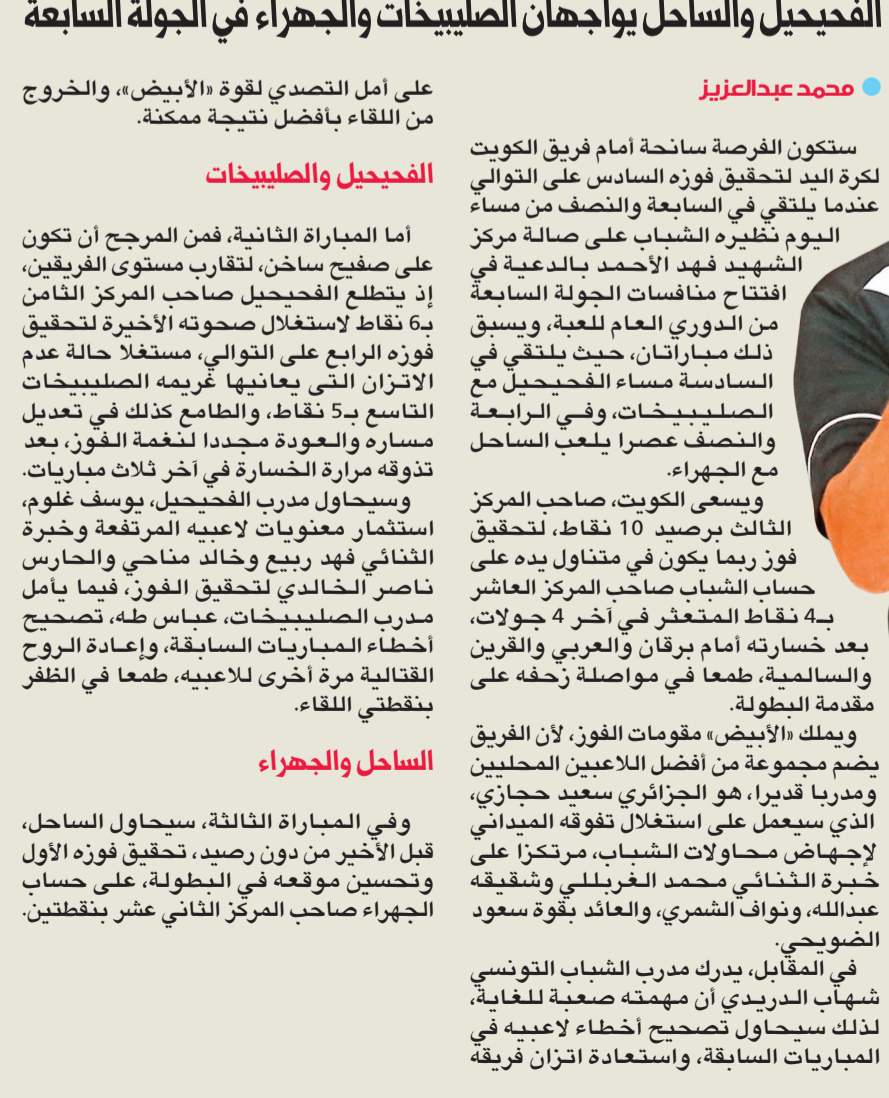 الفحيحيل والساحل يواجهان الصليبيخات والجهراء في الجولة السابعة
محمد عبدالعزيز
ستكون الفرصة سانحة أمام فريق الكويت
لكرة اليد لتحقيق فوزه السادس على التوالي
عندما يلتقي في السابعة والنصف من مساء
اليوم نظيره الشباب على صالة مركز
الشهيد فهد الأحمد بالدعية في
افتتاح منافسات الجولة السابعة
من الدوري العام للعبة، ويسبق
ذلك مباراتان، حيث يلتقي في
السادسة مساء الفحيحيل مع
الصليبيخات، وفي الرابعة
والنصف عصرا يلعب الساحل
مع الجهراء.
ويسعى الكويت، صاحب المركز
الثالث برصيد 10 نقاط، لتحقيق
فوز ربما يكون في متناول يده على
حساب الشباب صاحب المركز العاشر
بـ4 نقاط المتعثر في آخر 4 جولات،
بعد خسارته أمام برقان والعربي والقرين
والسالمية، طمعا في مواصلة زحفه على
مقدمة البطولة.
ويملك «الأبيض» مقومات الفوز، لأن الفريق
يضم مجموعة من أفضل اللاعبين المحليين
ومدربا قديرا، هو الجزائري سعيد حجازي،
الذي سيعمل على استغلال تفوقه الميداني
لإجهاض محاولات الشباب، مرتكزا على
خبرة الثنائي محمد الغربللي وشقيقه
عبدالله، ونواف الشمري، والعائد بقوة سعود
الضويحي.
في المقابل، يدرك مدرب الشباب التونسي
شهاب الدريدي أن مهمته صعبة للغاية،
لذلك سيحاول تصحيح أخطاء لاعبيه في
المباريات السابقة، واستعادة اتزان فريقه
على أمل التصدي لقوة «الأبيض»، والخروج
من اللقاء بأفضل نتيجة ممكنة.
الفحيحيل والصليبيخات
أما المباراة الثانية، فمن المرجح أن تكون
على صفيح ساخن، لتقارب مستوى الفريقين،
إذ يتطلع الفحيحيل صاحب المركز الثامن
بـ6 نقاط لاستغلال صحوته الأخيرة لتحقيق
فوزه الرابع على التوالي، مستغلا حالة عدم
الاتزان التي يعانيها غريمه الصليبيخات
التاسع بـ5 نقاط، والطامع كذلك في تعديل
مساره والعودة مجددا لنغمة الفوز، بعد
تذوقه مرارة الخسارة في آخر ثلاث مباريات.
وسيحاول مدرب الفحيحيل، يوسف غلوم،
استثمار معنويات لاعبيه المرتفعة وخبرة
الثنائي فهد ربيع وخالد مناحي والحارس
ناصر الخالدي لتحقيق الفوز، فيما يأمل
مدرب الصليبيخات، عباس طه، تصحيح
أخطاء المباريات السابقة، وإعادة الروح
القتالية مرة أخرى للاعبيه، طمعا في الظفر
بنقطتي اللقاء.
الساحل والجهراء
وفي المباراة الثالثة، سيحاول الساحل،
قبل الأخير من دون رصيد، تحقيق فوزه الأول
وتحسين موقعه في البطولة، على حساب
الجهراء صاحب المركز الثاني عشر بنقطتين.